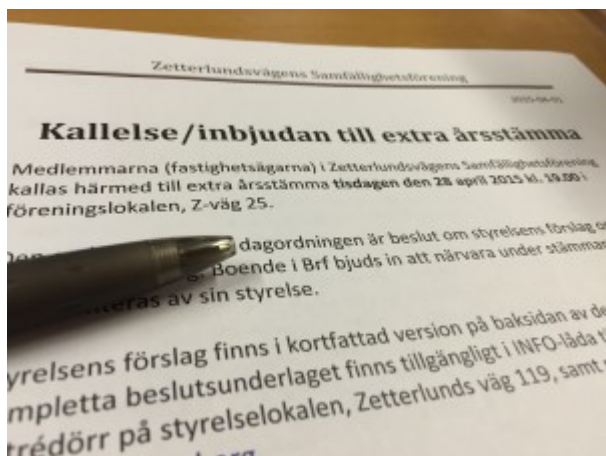 Zetterlundsvägens Samfällighetsförening
2015-04-01
Kallelse/inbjudan till extra årsstämma
Medlemmarna (fastighetsägarna) i Zetterlundsvägens Samfällighetsförening
kallas härmed till extra årsstämma tisdagen den 28 april 2015 kl. 19.00 i
föreningslokalen, Z-väg 25.
dagordningen är beslut om styrelsens förslag
Boende i Brf bjuds in att närvara under
av sin styrelse.
yrelsens förslag finns i kortfattad version på baksidan av
mpletta beslutsunderlaget finns tillgängligt i INFO-låda
trédörr på styrelselokalen, Zetterlunds väg 119, samt